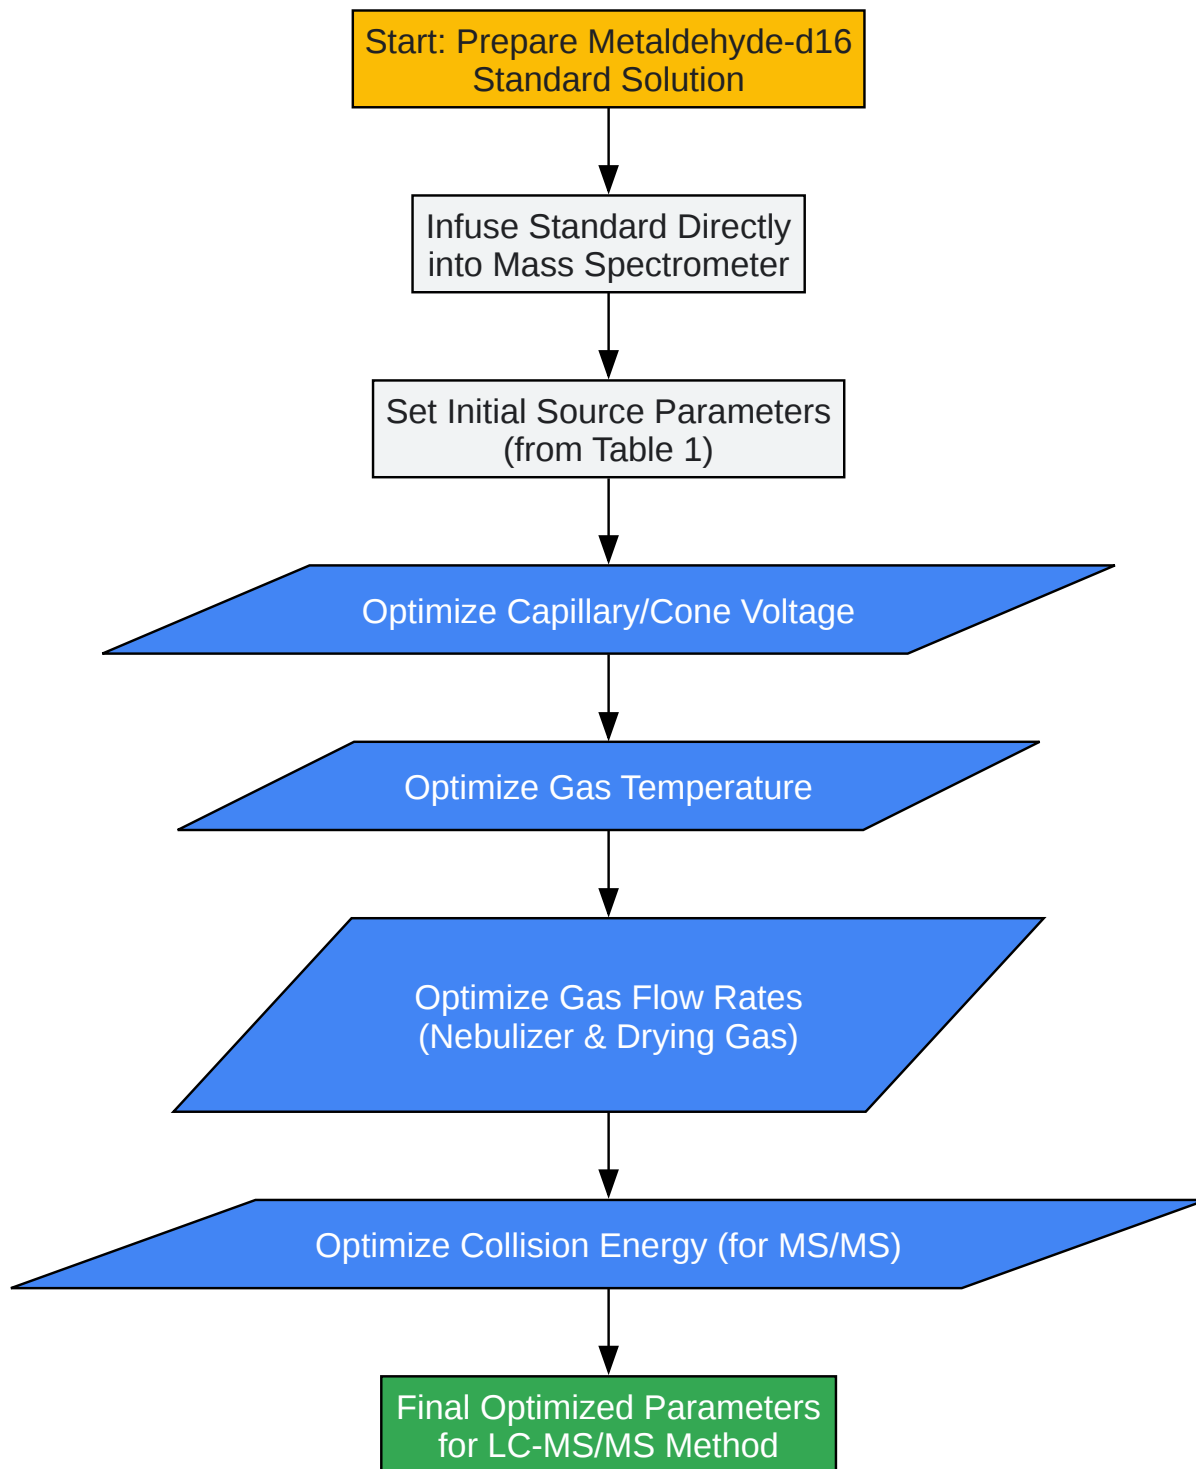 Start: Prepare Metaldehyde-d16
Standard Solution
Infuse Standard Directly
into Mass Spectrometer
Set Initial Source Parameters
(from Table 1)
Optimize Capillary/Cone Voltage
Optimize Gas Temperature
Optimize Gas Flow Rates
(Nebulizer & Drying Gas)
Optimize Collision Energy (for MS/MS)
Final Optimized Parameters
for LC-MS/MS Method